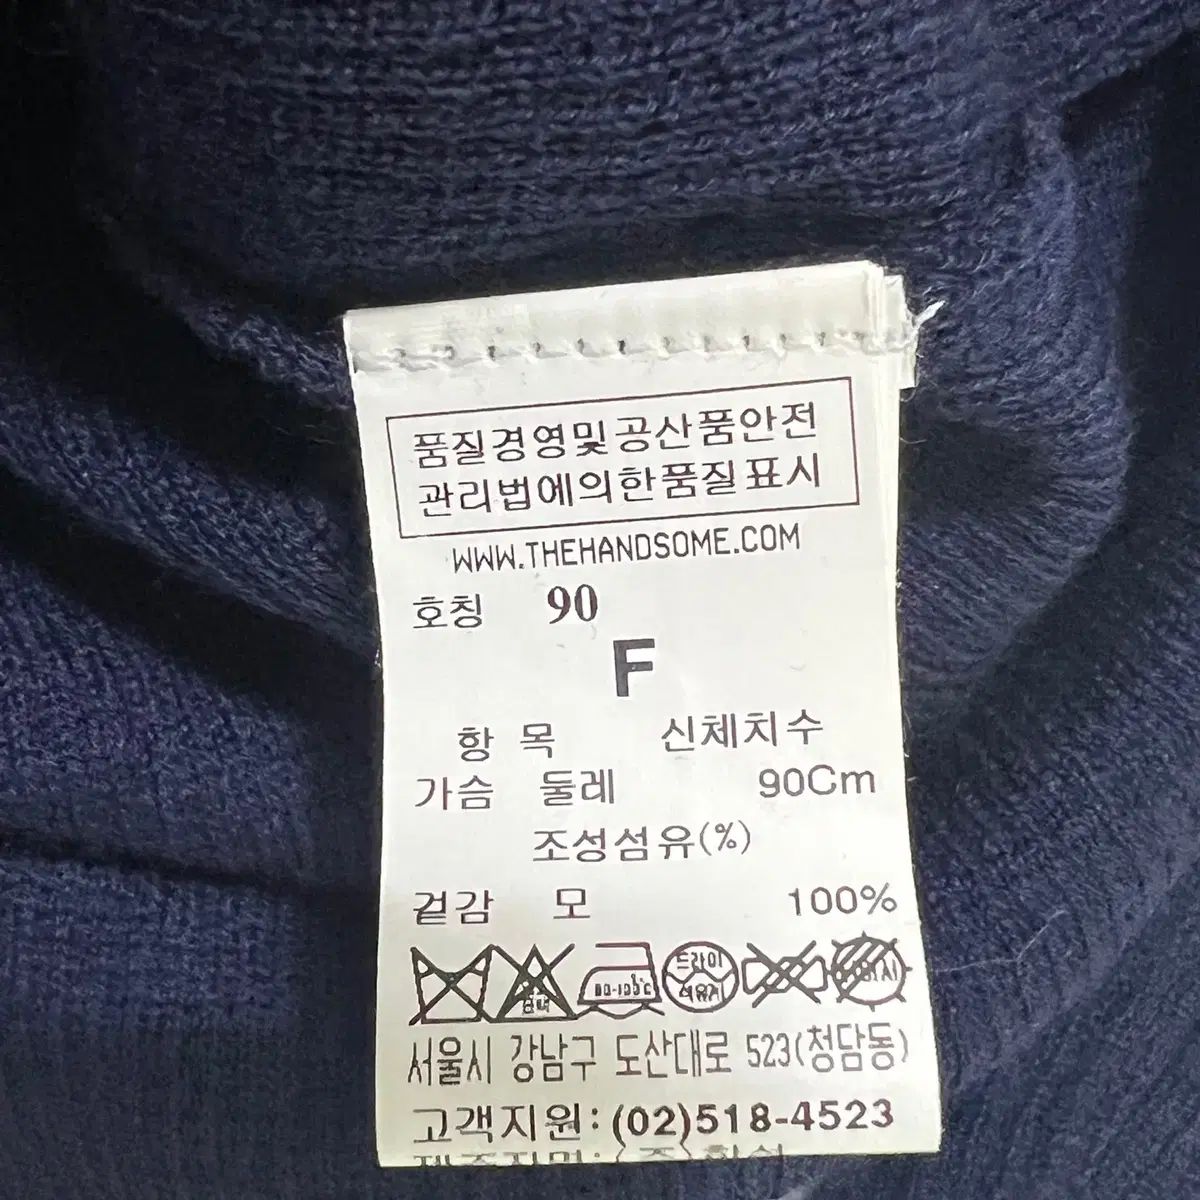 품질경영및공산품안전
관리법에의한품질표시
WWW.THEHANDSOME.COM
호칭 90
F
항 목 신체치수
가슴 둘레 90Cm
조성섬유(%)
겉감 모 100%
드라이
석유계
서울시 강남구 도산대로 523(청담동)
고객지원: (02)518-4523